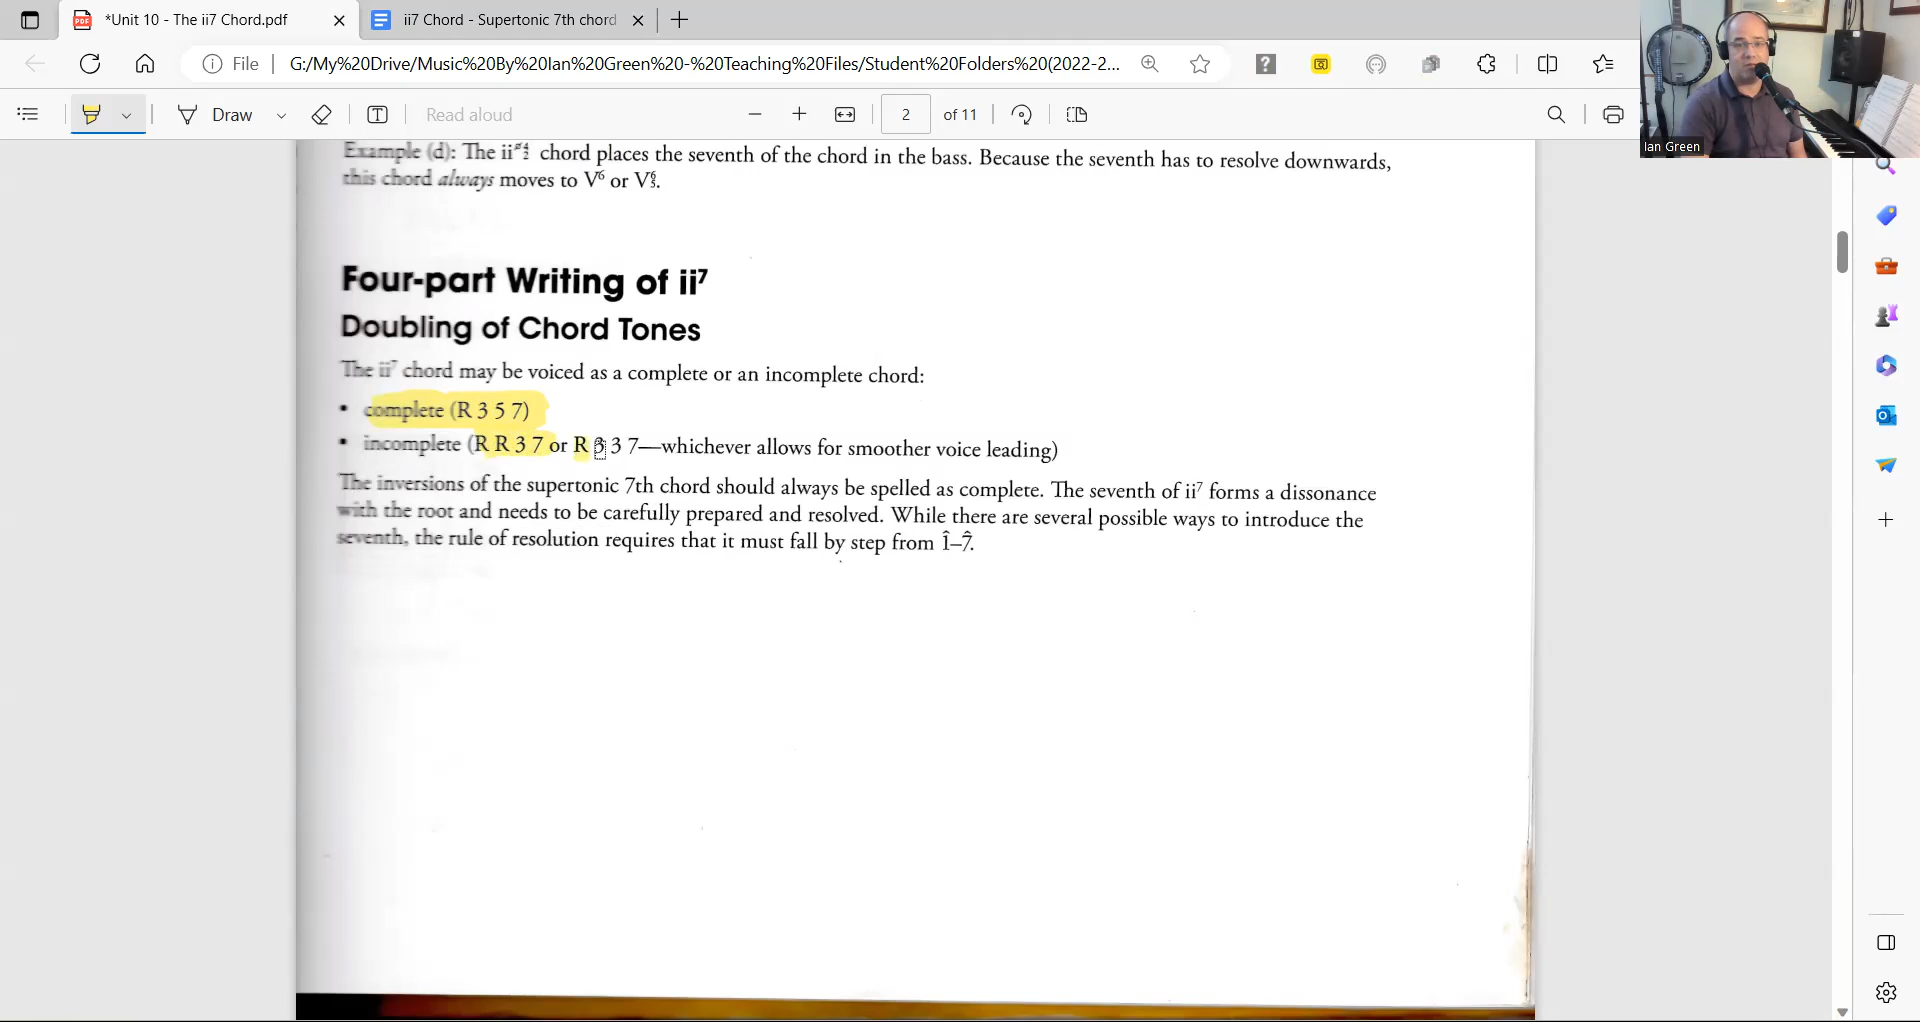 *Unit 10 - The ii7 Chord.pdf
ii7 Chord - Supertonic 7th chord
File
G:/My%20Drive/Music%20By%20Ian%20Green%20-%20Teaching%20Files/Student%20Folders%20(2022-2...
Draw
Read aloud
2 of 11
Ian Green
Example (d): The ii⁴₂ chord places the seventh of the chord in the bass. Because the seventh has to resolve downwards,
this chord always moves to V⁶ or V⁶₅.
Four-part Writing of ii⁷
Doubling of Chord Tones
The ii⁷ chord may be voiced as a complete or an incomplete chord:
• complete (R 3 5 7)
• incomplete (R R 3 7 or R 3 3 7—whichever allows for smoother voice leading)
The inversions of the supertonic 7th chord should always be spelled as complete. The seventh of ii⁷ forms a dissonance
with the root and needs to be carefully prepared and resolved. While there are several possible ways to introduce the
seventh, the rule of resolution requires that it must fall by step from 1̂–7̂.